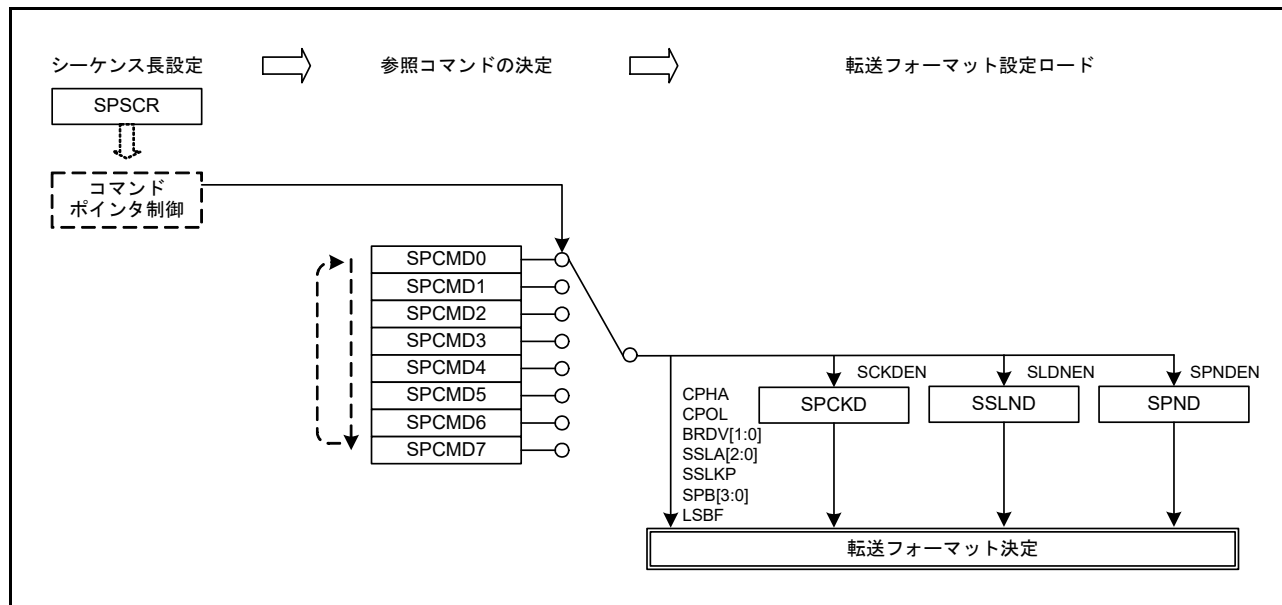 シーケンス長設定
参照コマンドの決定
転送フォーマット設定ロード
SPSCR
コマンド
ポインタ制御
SPCMD0
SPCMD1
SPCMD2
SPCMD3
SPCMD4
SPCMD5
SPCMD6
SPCMD7
CPHA
CPOL
BRDV[1:0]
SSLA[2:0]
SSLKP
SPB[3:0]
LSBF
SCKDEN
SPCKD
SLDNEN
SSLND
SPNDEN
SPND
転送フォーマット決定